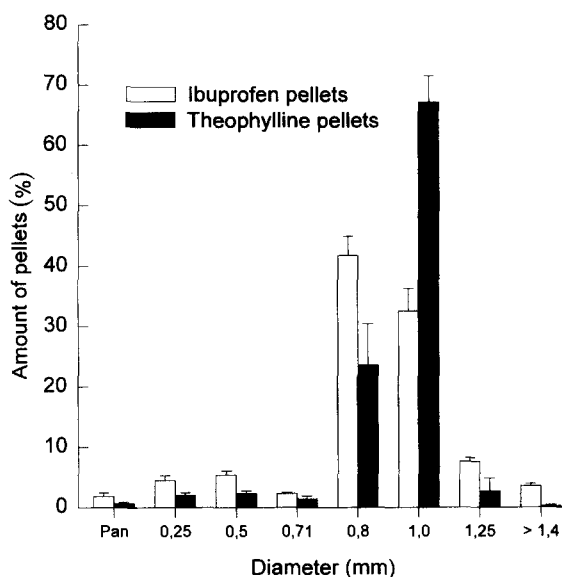 80
70
60
50
40
30
20
10
0
Amount of pellets (%)
Ibuprofen pellets
Theophylline pellets
Pan 0,25 0,5 0,71 0,8 1,0 1,25 > 1,4
Diameter (mm)